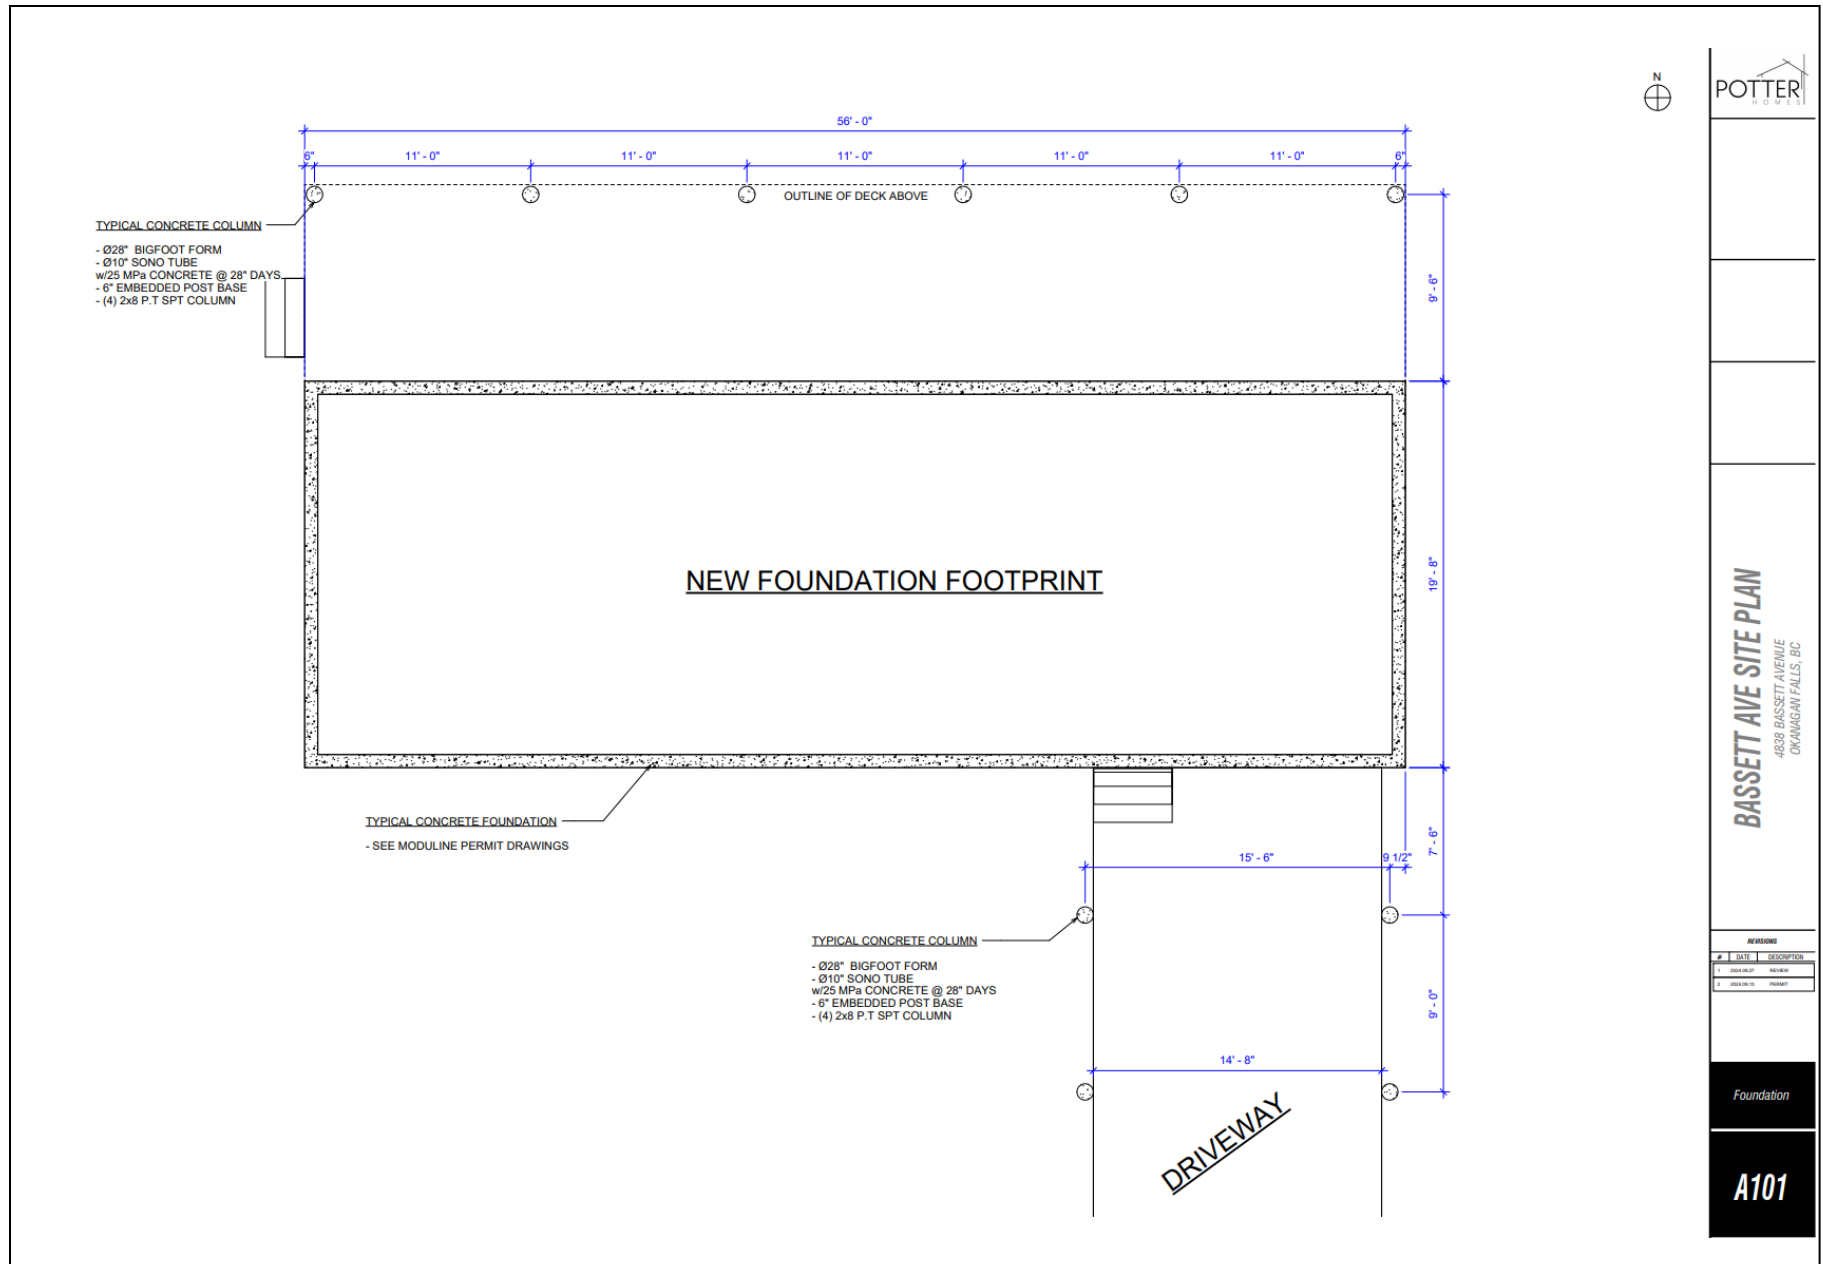 N
POTTER
HOMES
56' - 0"
6"
11' - 0"
11' - 0"
11' - 0"
11' - 0"
11' - 0"
6"
OUTLINE OF DECK ABOVE
TYPICAL CONCRETE COLUMN
- Ø28" BIGFOOT FORM
- Ø10" SONO TUBE
w/25 MPa CONCRETE @ 28" DAYS
- 6" EMBEDDED POST BASE
- (4) 2x8 P.T SPT COLUMN
9' - 6"
NEW FOUNDATION FOOTPRINT
19' - 8"
TYPICAL CONCRETE FOUNDATION
- SEE MODULINE PERMIT DRAWINGS
15' - 6"
9 1/2"
7' - 6"
TYPICAL CONCRETE COLUMN
- Ø28" BIGFOOT FORM
- Ø10" SONO TUBE
w/25 MPa CONCRETE @ 28" DAYS
- 6" EMBEDDED POST BASE
- (4) 2x8 P.T SPT COLUMN
9' - 0"
14' - 8"
DRIVEWAY
BASSETT AVE SITE PLAN
4838 BASSETT AVENUE
OKANAGAN FALLS, BC
REVISIONS
# DATE DESCRIPTION
1 REVIEW
2 PERMIT
Foundation
A101